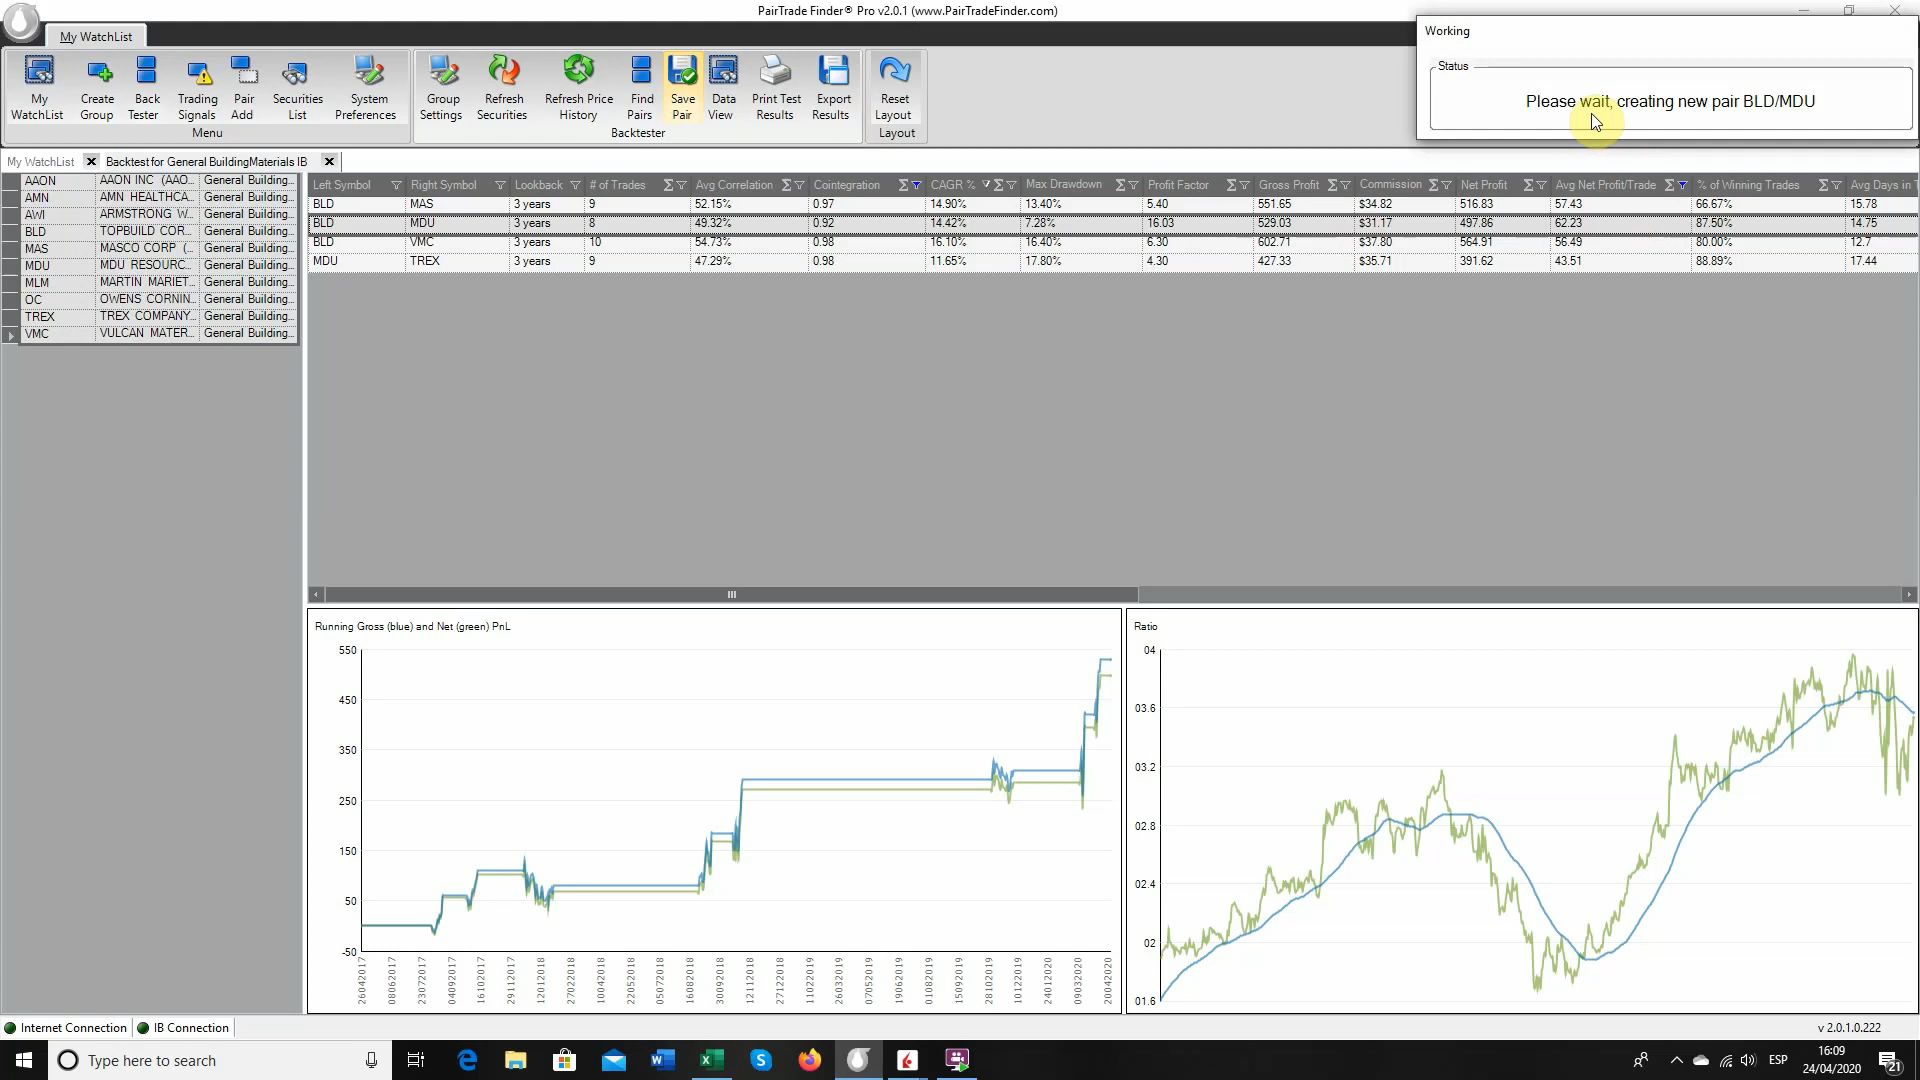 PairTrade Finder® Pro v2.0.1 (www.PairTradeFinder.com)
My WatchList
My WatchList
Create Group
Back Tester
Trading Signals
Pair Add
Securities List
System Preferences
Menu
Group Settings
Refresh Securities
Refresh Price History
Find Pairs
Save Pair
Data View
Print Test Results
Export Results
Backtester
Reset Layout
Layout
Working
Status
Please wait, creating new pair BLD/MDU
My WatchList
Backtest for General BuildingMaterials IB
AAON AAON INC (AAO... General Building...
AMN AMN HEALTHCA... General Building...
AWI ARMSTRONG W... General Building...
BLD TOPBUILD COR... General Building...
MAS MASCO CORP (... General Building...
MDU MDU RESOURC... General Building...
MLM MARTIN MARIET... General Building...
OC OWENS CORNIN... General Building...
TREX TREX COMPANY... General Building...
VMC VULCAN MATER... General Building...
Left Symbol Right Symbol Lookback # of Trades Avg Correlation Cointegration CAGR % Max Drawdown Profit Factor Gross Profit Commission Net Profit Avg Net Profit/Trade % of Winning Trades Avg Days in T
BLD MAS 3 years 9 52.15% 0.97 14.90% 13.40% 5.40 551.65 $34.82 516.83 57.43 66.67% 15.78
BLD MDU 3 years 8 49.32% 0.92 14.42% 7.28% 16.03 529.03 $31.17 497.86 62.23 87.50% 14.75
BLD VMC 3 years 10 54.73% 0.98 16.10% 16.40% 6.30 602.71 $37.80 564.91 56.49 80.00% 12.7
MDU TREX 3 years 9 47.29% 0.98 11.65% 17.80% 4.30 427.33 $35.71 391.62 43.51 88.89% 17.44
Running Gross (blue) and Net (green) PnL
550
450
350
250
150
50
-50
26042017 08062017 23072017 04092017 16102017 29112017 12012018 27022018 10042018 22052018 05072018 16082018 30092018 12112018 27122018 11022019 26032019 07052019 19062019 01082019 15092019 28102019 10122019 24012020 09032020 20042020
Ratio
04
03.6
03.2
02.8
02.4
02
01.6
Internet Connection
IB Connection
v 2.0.1.0.222
Type here to search
ESP
16:09
24/04/2020
21